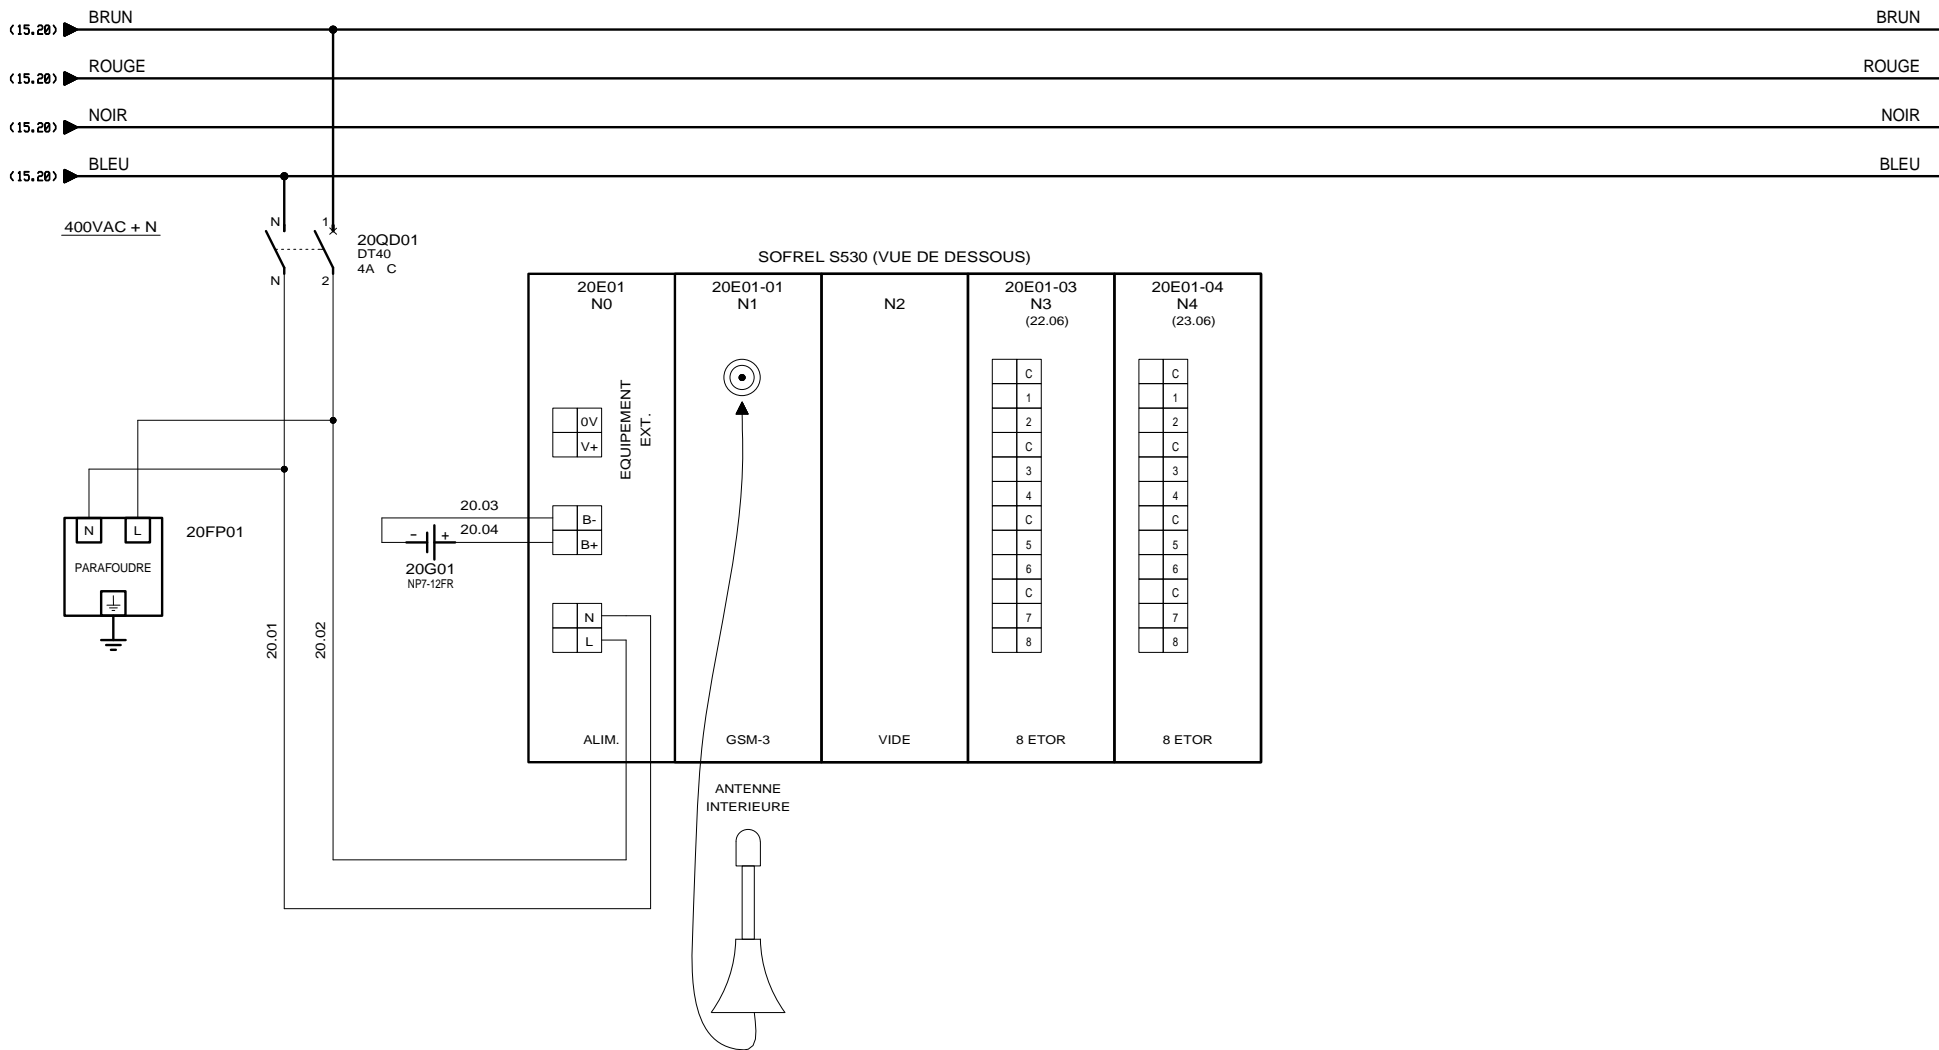 (15.20) BRUN BRUN
(15.20) ROUGE ROUGE
(15.20) NOIR NOIR
(15.20) BLEU BLEU
400VAC + N
N 1
20QD01
DT40
4A C
N 2
SOFREL S530 (VUE DE DESSOUS)
20E01
N0
EQUIPEMENT
EXT.
0V
V+
20.03
B-
20.04
B+
- +
20G01
NP7-12FR
N
L
ALIM.
20E01-01
N1
GSM-3
N2
VIDE
20E01-03
N3
(22.06)
C
1
2
C
3
4
C
5
6
C
7
8
8 ETOR
20E01-04
N4
(23.06)
C
1
2
C
3
4
C
5
6
C
7
8
8 ETOR
N L
20FP01
PARAFOUDRE
20.01
20.02
ANTENNE
INTERIEURE